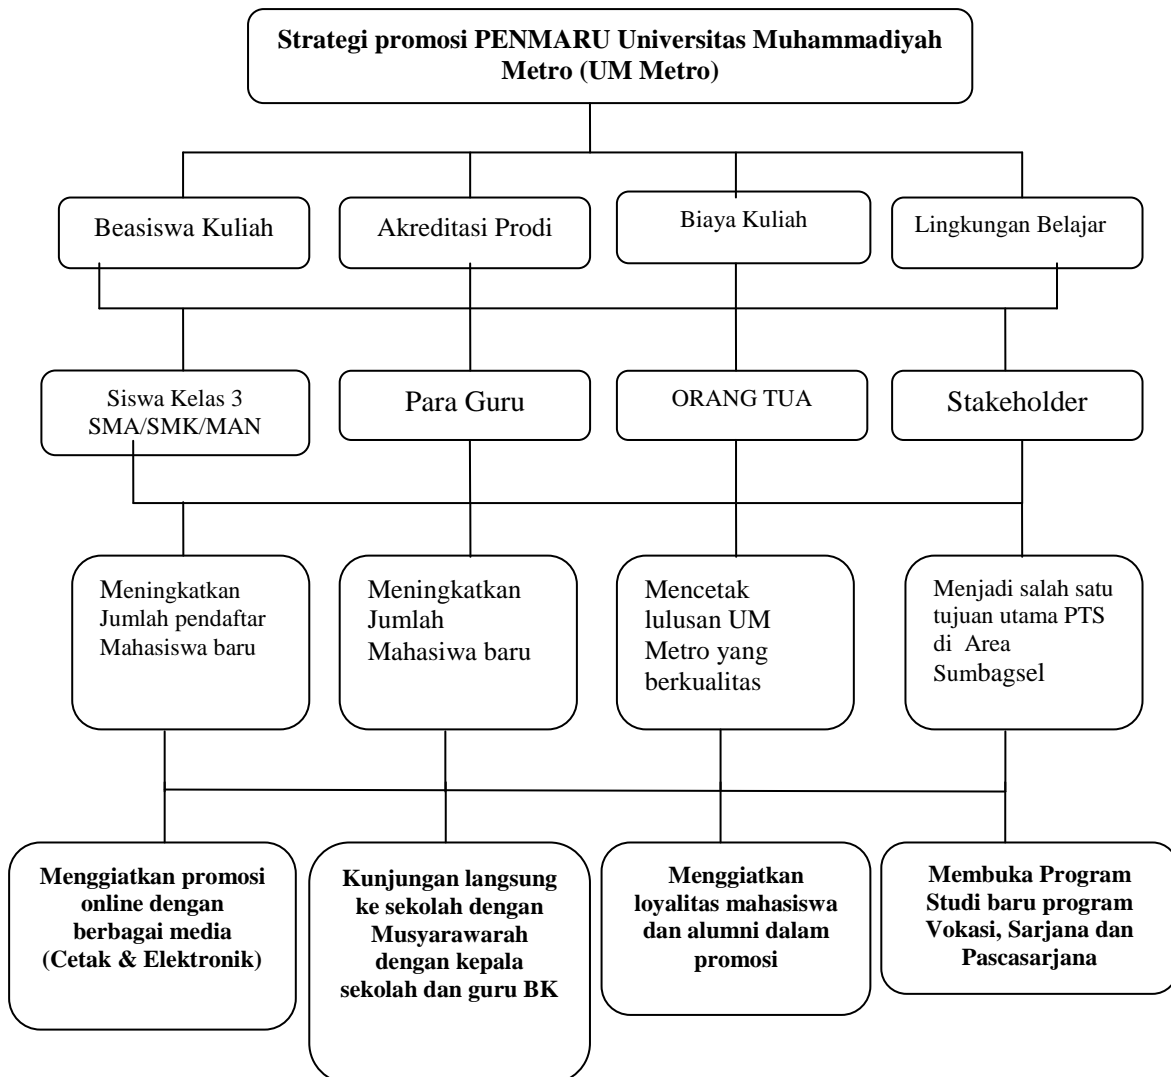 Strategi promosi PENMARU Universitas Muhammadiyah
Metro (UM Metro)
Beasiswa Kuliah
Akreditasi Prodi
Biaya Kuliah
Lingkungan Belajar
Siswa Kelas 3
SMA/SMK/MAN
Para Guru
ORANG TUA
Stakeholder
Meningkatkan
Jumlah pendaftar
Mahasiswa baru
Meningkatkan
Jumlah
Mahasiwa baru
Mencetak
lulusan UM
Metro yang
berkualitas
Menjadi salah satu
tujuan utama PTS
di Area
Sumbagsel
Menggiatkan promosi
online dengan
berbagai media
(Cetak & Elektronik)
Kunjungan langsung
ke sekolah dengan
Musyarawarah
dengan kepala
sekolah dan guru BK
Menggiatkan
loyalitas mahasiswa
dan alumni dalam
promosi
Membuka Program
Studi baru program
Vokasi, Sarjana dan
Pascasarjana